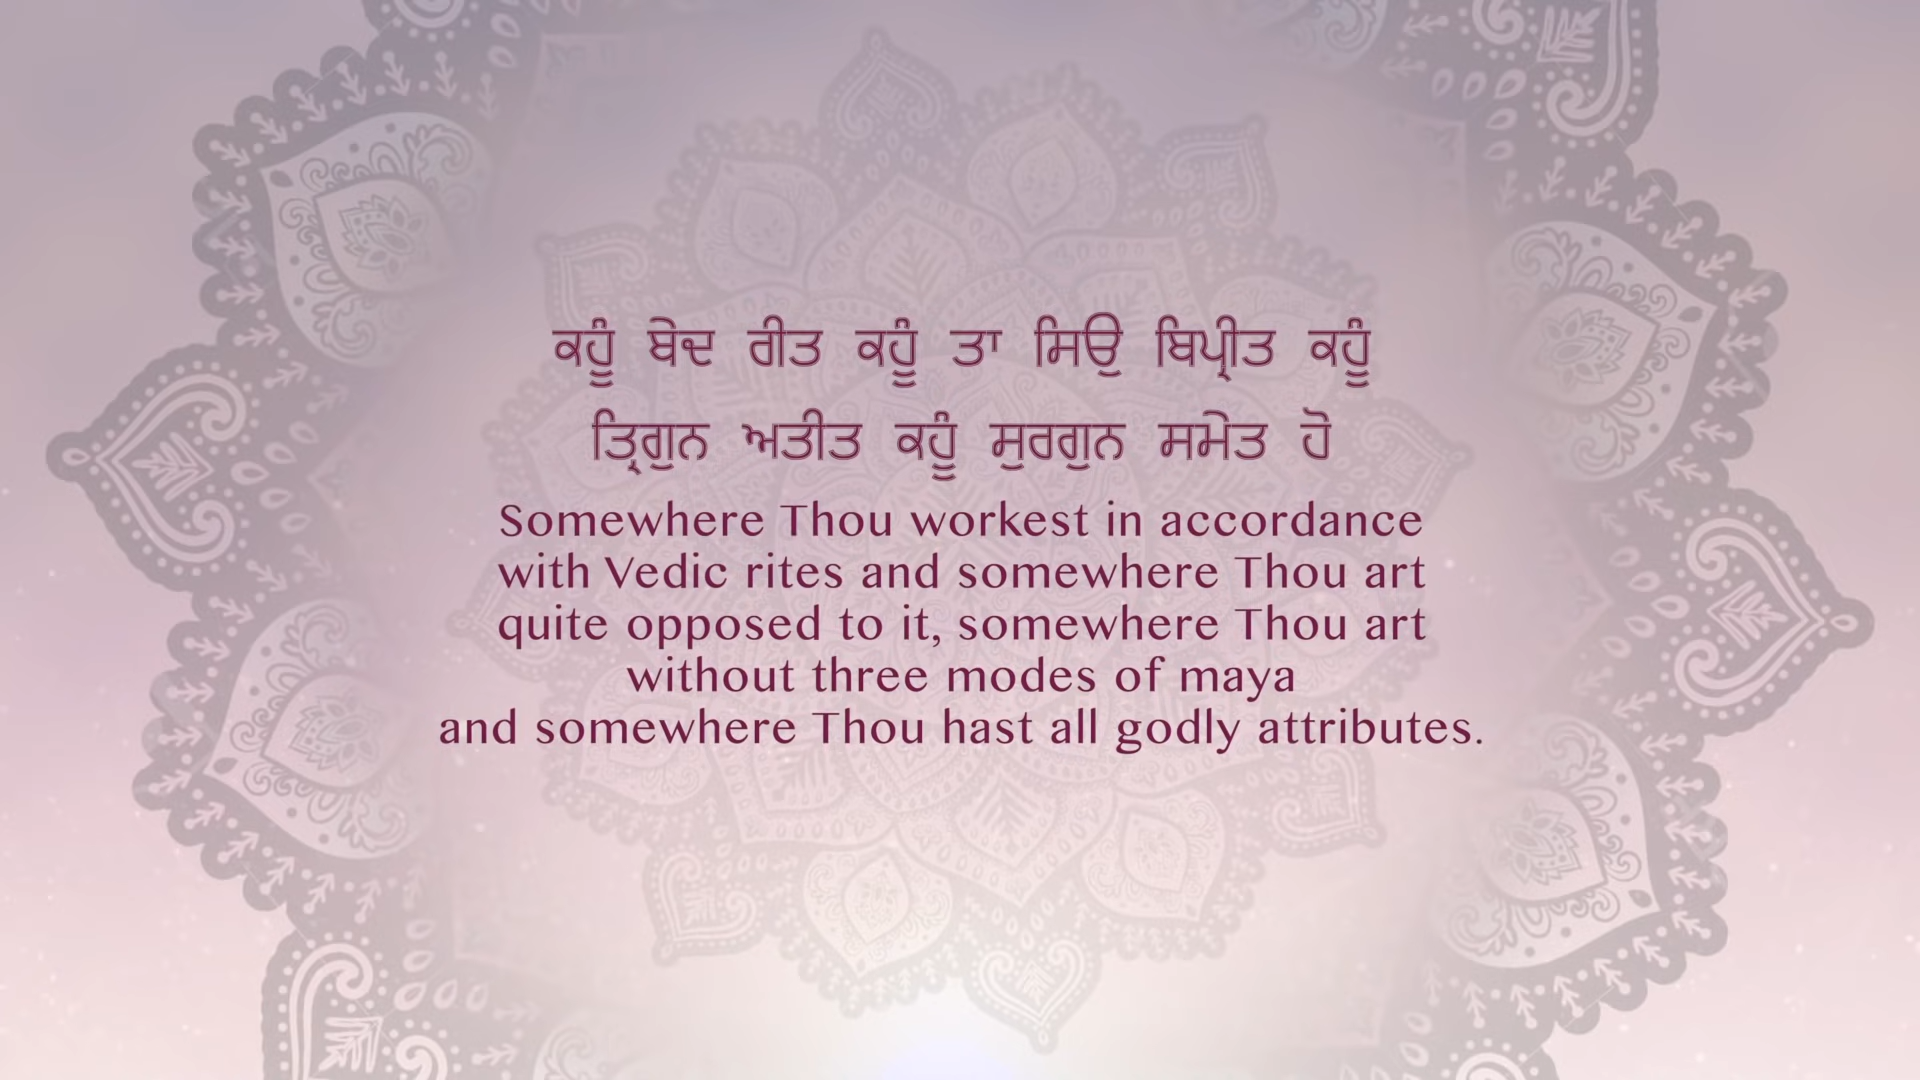 ਕਹੂੰ ਬੇਦ ਰੀਤ ਕਹੂੰ ਤਾ ਸਿਉ ਬਿਪ੍ਰੀਤ ਕਹੂੰ
ਤ੍ਰਿਗੁਨ ਅਤੀਤ ਕਹੂੰ ਸੁਰਗੁਨ ਸਮੇਤ ਹੋ
Somewhere Thou workest in accordance
with Vedic rites and somewhere Thou art
quite opposed to it, somewhere Thou art
without three modes of maya
and somewhere Thou hast all godly attributes.